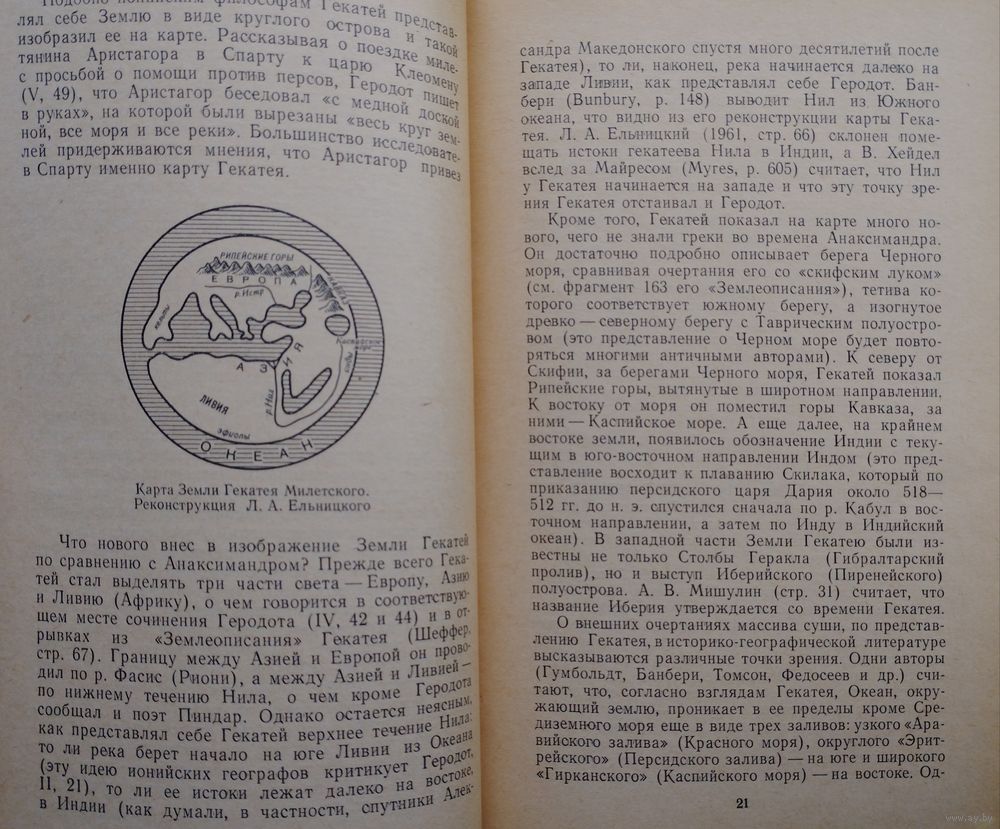 Подобно ионийским философам Гекатей представ-
лял себе Землю в виде круглого острова и такой
изобразил ее на карте. Рассказывая о поездке миле-
тянина Аристагора в Спарту к царю Клеомену
с просьбой о помощи против персов, Геродот пишет
(V, 49), что Аристагор беседовал «с медной доской
в руках», на которой были вырезаны «весь круг зем-
ной, все моря и все реки». Большинство исследовате-
лей придерживаются мнения, что Аристагор привез
в Спарту именно карту Гекатея.
РИПЕЙСКИЕ ГОРЫ
ЕВРОПА
р. Истр
КАВКАЗ
кельты
Каспийское
море
АЗИЯ
инды
ЛИВИЯ
р. Нил
эфиопы
ОКЕАН
Карта Земли Гекатея Милетского.
Реконструкция Л. А. Ельницкого
Что нового внес в изображение Земли Гекатей
по сравнению с Анаксимандром? Прежде всего Гека-
тей стал выделять три части света — Европу, Азию
и Ливию (Африку), о чем говорится в соответствую-
щем месте сочинения Геродота (IV, 42 и 44) и в от-
рывках из «Землеописания» Гекатея (Шеффер,
стр. 67). Границу между Азией и Европой он прово-
дил по р. Фасис (Риони), а между Азией и Ливией —
по нижнему течению Нила, о чем кроме Геродота
сообщал и поэт Пиндар. Однако остается неясным,
как представлял себе Гекатей верхнее течение Нила:
то ли река берет начало на юге Ливии из Океана
(эту идею ионийских географов критикует Геродот,
II, 21), то ли ее истоки лежат далеко на востоке,
в Индии (как думали, в частности, спутники Алек-
сандра Македонского спустя много десятилетий после
Гекатея), то ли, наконец, река начинается далеко на
западе Ливии, как представлял себе Геродот. Бан-
бери (Bunbury, p. 148) выводит Нил из Южного
океана, что видно из его реконструкции карты Гека-
тея. Л. А. Ельницкий (1961, стр. 66) склонен поме-
щать истоки гекатеева Нила в Индии, а В. Хейдел
вслед за Майресом (Myres, p. 605) считает, что Нил
у Гекатея начинается на западе и что эту точку зре-
ния Гекатея отстаивал и Геродот.
Кроме того, Гекатей показал на карте много но-
вого, чего не знали греки во времена Анаксимандра.
Он достаточно подробно описывает берега Черного
моря, сравнивая очертания его со «скифским луком»
(см. фрагмент 163 его «Землеописания»), тетива ко-
торого соответствует южному берегу, а изогнутое
древко — северному берегу с Таврическим полуостро-
вом (это представление о Черном море будет повто-
ряться многими античными авторами). К северу от
Скифии, за берегами Черного моря, Гекатей показал
Рипейские горы, вытянутые в широтном направлении.
К востоку от моря он поместил горы Кавказа, за
ними — Каспийское море. А еще далее, на крайнем
востоке земли, появилось обозначение Индии с теку-
щим в юго-восточном направлении Индом (это пред-
ставление восходит к плаванию Скилака, который по
приказанию персидского царя Дария около 518—
512 гг. до н. э. спустился сначала по р. Кабул в вос-
точном направлении, а затем по Инду в Индийский
океан). В западной части Земли Гекатею были из-
вестны не только Столбы Геракла (Гибралтарский
пролив), но и выступ Иберийского (Пиренейского)
полуострова. А. В. Мишулин (стр. 31) считает, что
название Иберия утверждается со времени Гекатея.
О внешних очертаниях массива суши, по представ-
лению Гекатея, в историко-географической литературе
высказываются различные точки зрения. Одни авторы
(Гумбольдт, Банбери, Томсон, Федосеев и др.) счи-
тают, что, согласно взглядам Гекатея, Океан, окру-
жающий землю, проникает в ее пределы кроме Сре-
диземного моря еще в виде трех заливов: узкого «Ара-
вийского залива» (Красного моря), округлого «Эрит-
рейского» (Персидского залива) — на юге и широкого
«Гирканского» (Каспийского моря) — на востоке. Од-
21
www.ay.by